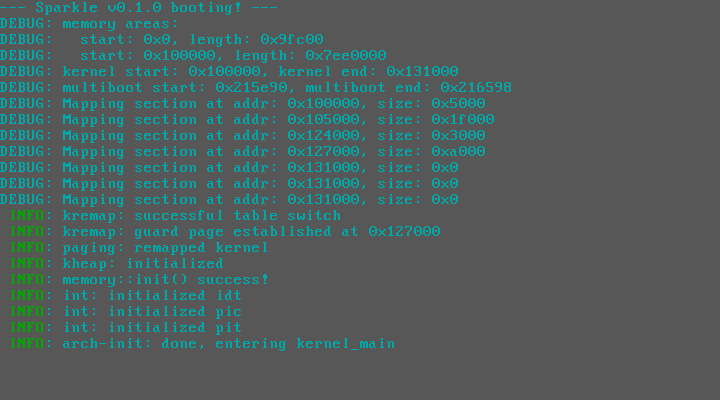 --- Sparkle v0.1.0 booting! ---
DEBUG: memory areas:
DEBUG:   start: 0x0, length: 0x9fc00
DEBUG:   start: 0x100000, length: 0x7ee0000
DEBUG: kernel start: 0x100000, kernel end: 0x131000
DEBUG: multiboot start: 0x215e90, multiboot end: 0x216598
DEBUG: Mapping section at addr: 0x100000, size: 0x5000
DEBUG: Mapping section at addr: 0x105000, size: 0x1f000
DEBUG: Mapping section at addr: 0x124000, size: 0x3000
DEBUG: Mapping section at addr: 0x127000, size: 0xa000
DEBUG: Mapping section at addr: 0x131000, size: 0x0
DEBUG: Mapping section at addr: 0x131000, size: 0x0
DEBUG: Mapping section at addr: 0x131000, size: 0x0
 INFO: kremap: successful table switch
 INFO: kremap: guard page established at 0x127000
 INFO: paging: remapped kernel
 INFO: kheap: initialized
 INFO: memory::init() success!
 INFO: int: initialized idt
 INFO: int: initialized pic
 INFO: int: initialized pit
 INFO: arch-init: done, entering kernel_main